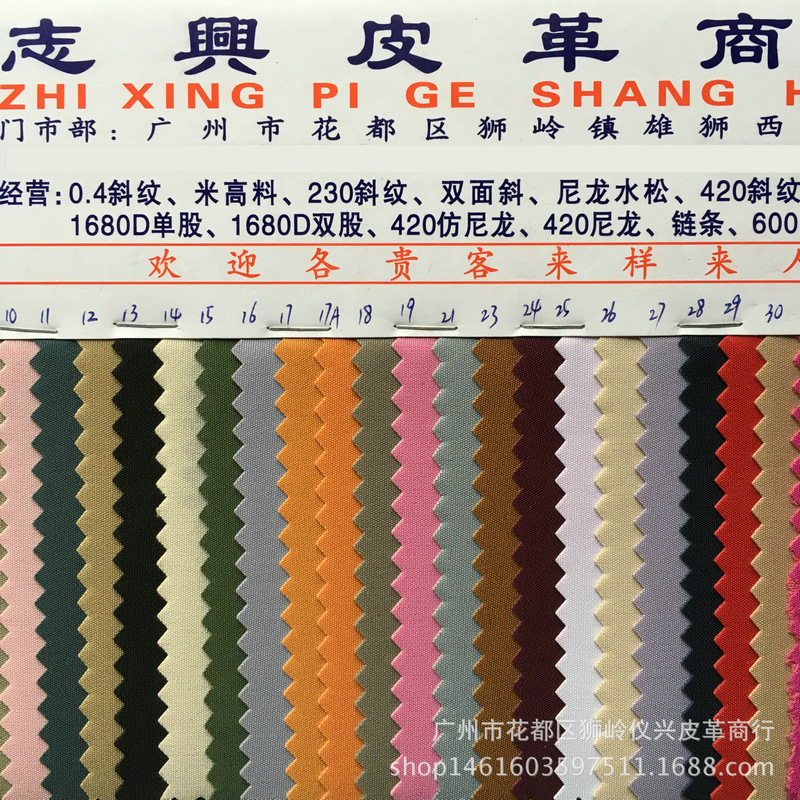 志興皮革商
ZHI XING PI GE SHANG H
门市部：广州市花都区狮岭镇雄狮西
经营：0.4斜纹、米高料、230斜纹、双面斜、尼龙水松、420斜纹
1680D单股、1680D双股、420仿尼龙、420尼龙、链条、600
欢迎各贵客来样来人
10 11 12 13 14 15 16 17 17A 18 19 21 23 24 25 26 27 28 29 30
广州市花都区狮岭仪兴皮革商行
shop1461603597511.1688.com